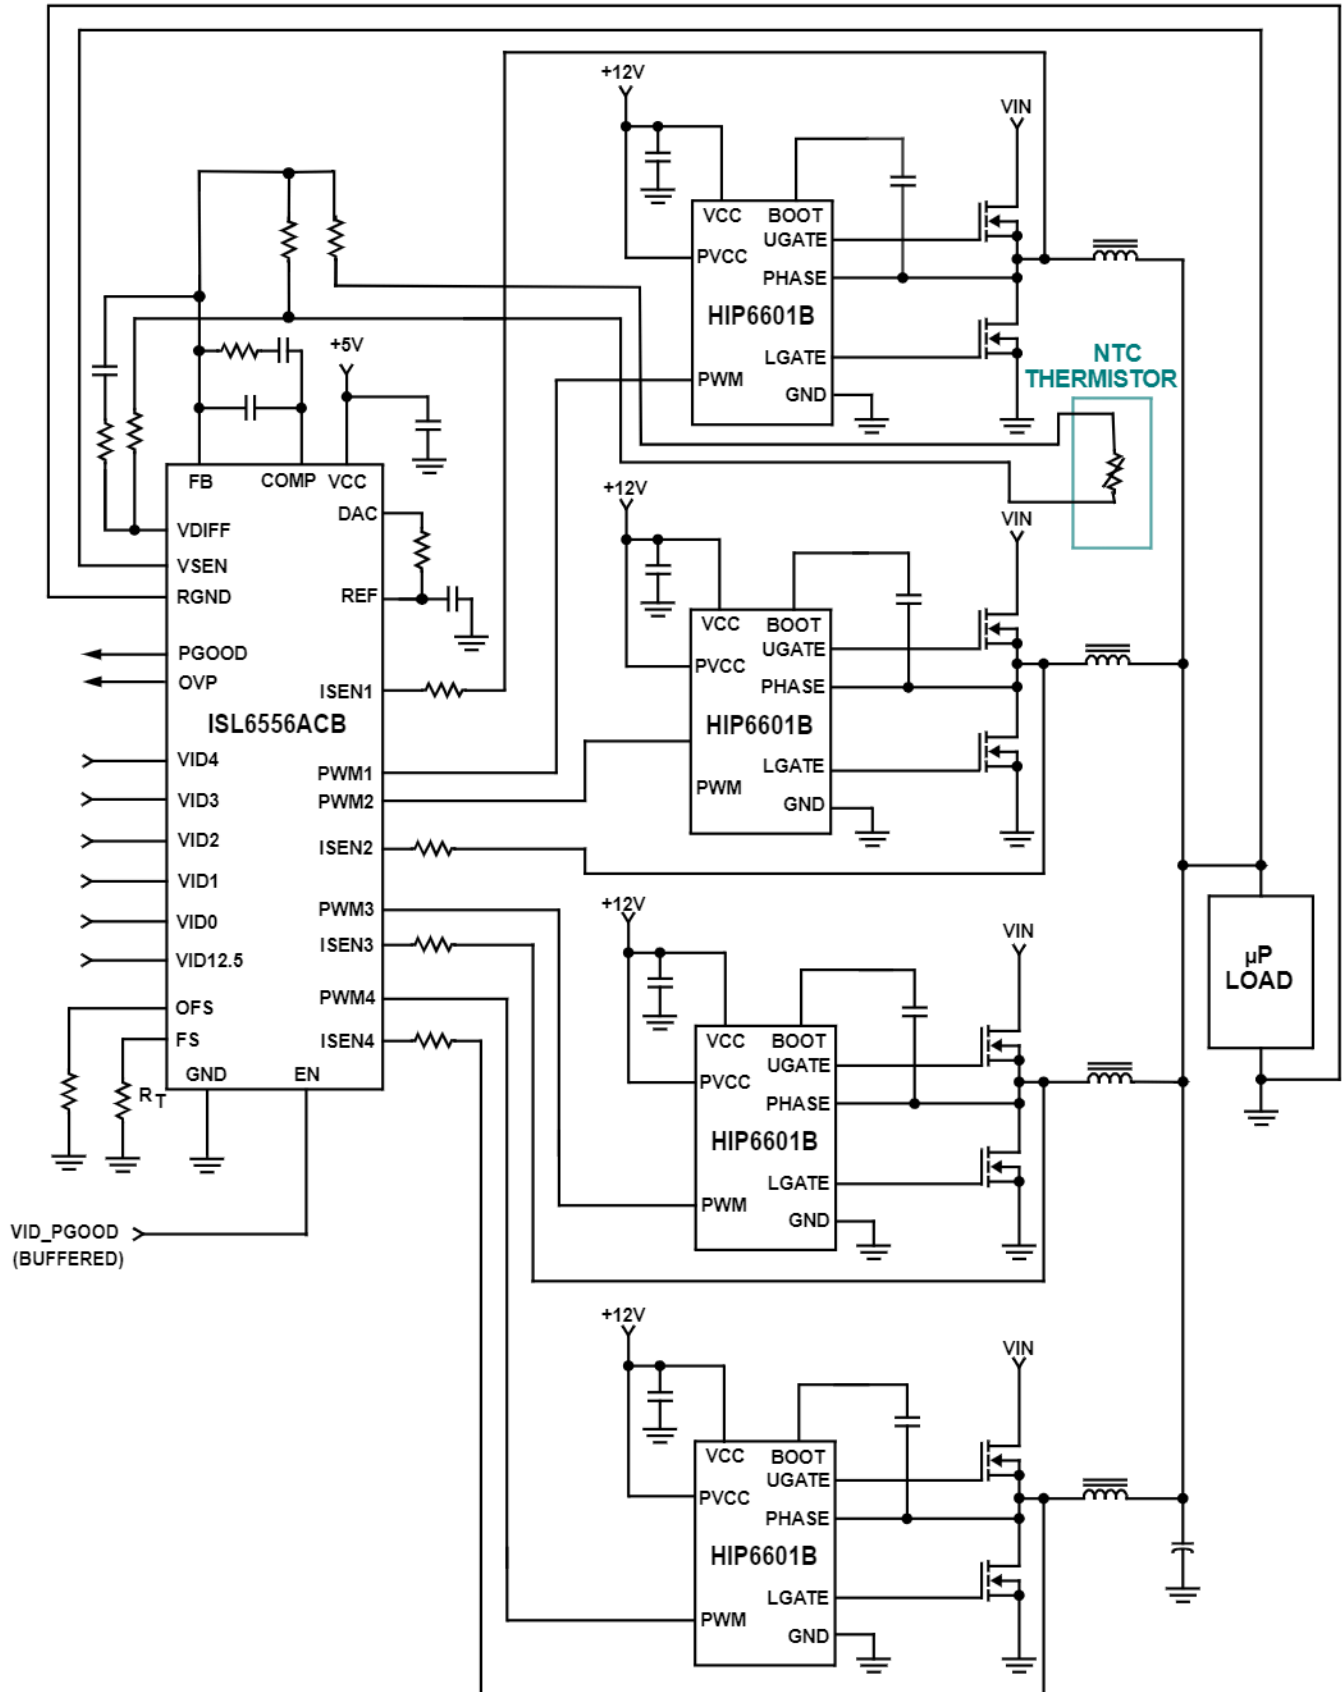 +12V
VIN
VCC
BOOT
UGATE
PVCC
PHASE
HIP6601B
LGATE
PWM
GND
NTC
THERMISTOR
+5V
FB
COMP
VCC
DAC
VDIFF
VSEN
RGND
REF
PGOOD
OVP
ISEN1
ISL6556ACB
VID4
PWM1
VID3
PWM2
VID2
ISEN2
VID1
PWM3
VID0
ISEN3
VID12.5
PWM4
OFS
FS
ISEN4
GND
EN
RT
VID_PGOOD
(BUFFERED)
+12V
VIN
VCC
BOOT
UGATE
PVCC
PHASE
HIP6601B
LGATE
PWM
GND
+12V
VIN
µP
LOAD
VCC
BOOT
UGATE
PVCC
PHASE
HIP6601B
LGATE
PWM
GND
+12V
VIN
VCC
BOOT
UGATE
PVCC
PHASE
HIP6601B
LGATE
PWM
GND